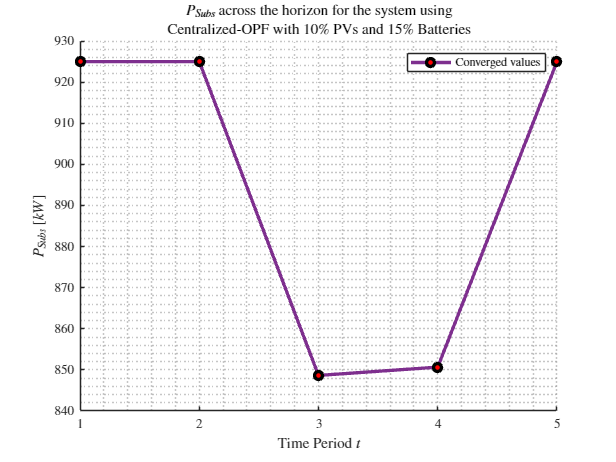 P_Subs across the horizon for the system using
Centralized-OPF with 10% PVs and 15% Batteries
Converged values
930
920
910
900
890
880
870
860
850
840
P_Subs [kW]
1 2 3 4 5
Time Period t